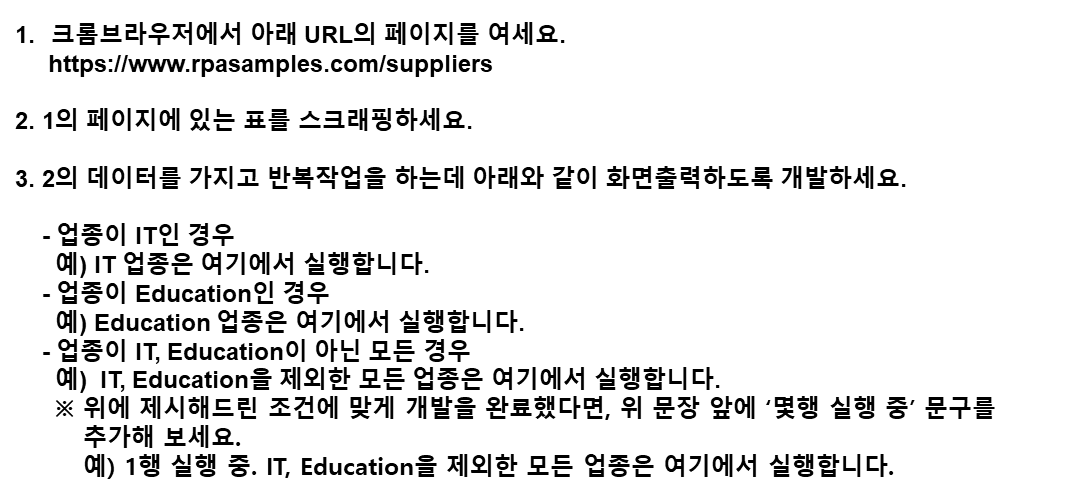 1. 크롬브라우저에서 아래 URL의 페이지를 여세요.
https://www.rpasamples.com/suppliers
2. 1의 페이지에 있는 표를 스크래핑하세요.
3. 2의 데이터를 가지고 반복작업을 하는데 아래와 같이 화면출력하도록 개발하세요.
- 업종이 IT인 경우
예) IT 업종은 여기에서 실행합니다.
- 업종이 Education인 경우
예) Education 업종은 여기에서 실행합니다.
- 업종이 IT, Education이 아닌 모든 경우
예) IT, Education을 제외한 모든 업종은 여기에서 실행합니다.
※ 위에 제시해드린 조건에 맞게 개발을 완료했다면, 위 문장 앞에 ‘몇행 실행 중’ 문구를
추가해 보세요.
예) 1행 실행 중. IT, Education을 제외한 모든 업종은 여기에서 실행합니다.